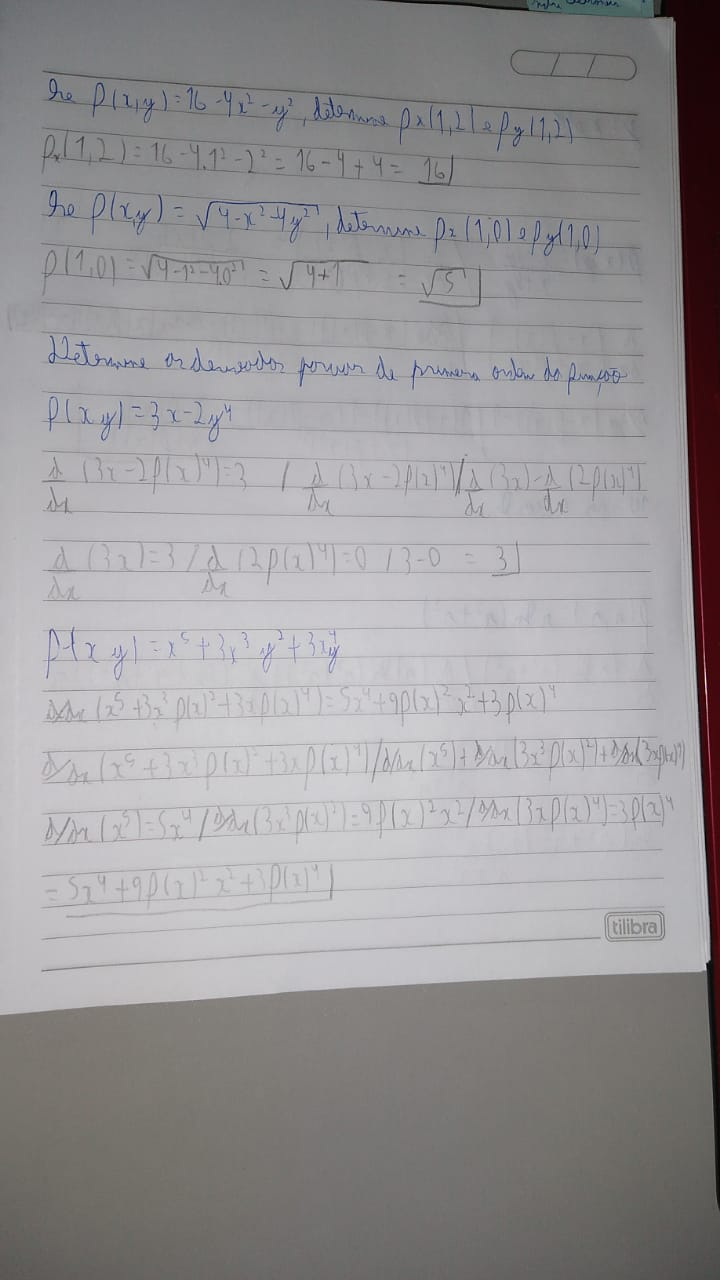 Se f(x,y)=16-4x²-y², determine fx(1,2) e fy(1,2)
fx(1,2)=16-4.1²-2²=16-4+4=16
Se f(x,y)=√4-x²-4y², determine fx(1,0) e fy(1,0)
f(1,0)=√4-1²-4.0² = √4+1 = √5
Determine as derivadas de primeira ordem da função
f(x y)=3x-2y⁴
d/dx (3x-2f(x)⁴)=3 / d/dx (3x-2f(x)⁴)/ d/dx (3x)- d/dx (2f(x)⁴)
d/dx (3x)=3 / d/dx (2f(x)⁴)=0 / 3-0 = 3
f(x y)=x⁵+3x³y²+3xy⁴
d/dx (x⁵+3x³f(x)²+3xf(x)⁴)=5x⁴+9f(x)²x²+3f(x)⁴
d/dx (x⁵+3x³f(x)²+3xf(x)⁴)/d/dx(x⁵)+d/dx(3x³f(x)²)+d/dx(3xf(x)⁴)
d/dx (x⁵)=5x⁴/d/dx(3x³f(x)²)=9f(x)²x²/d/dx(3xf(x)⁴)=3f(x)⁴
=5x⁴+9f(x)²x²+3f(x)⁴
tilibra